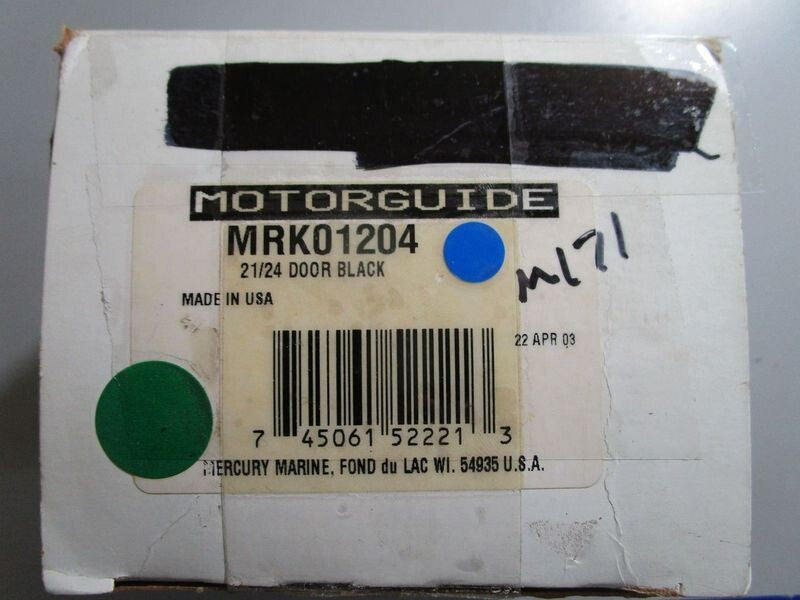 MOTORGUIDE
MRK01204
21/24 DOOR BLACK
M171
MADE IN USA
22 APR 03
7 45061 52221 3
MERCURY MARINE, FOND du LAC WI. 54935 U.S.A.